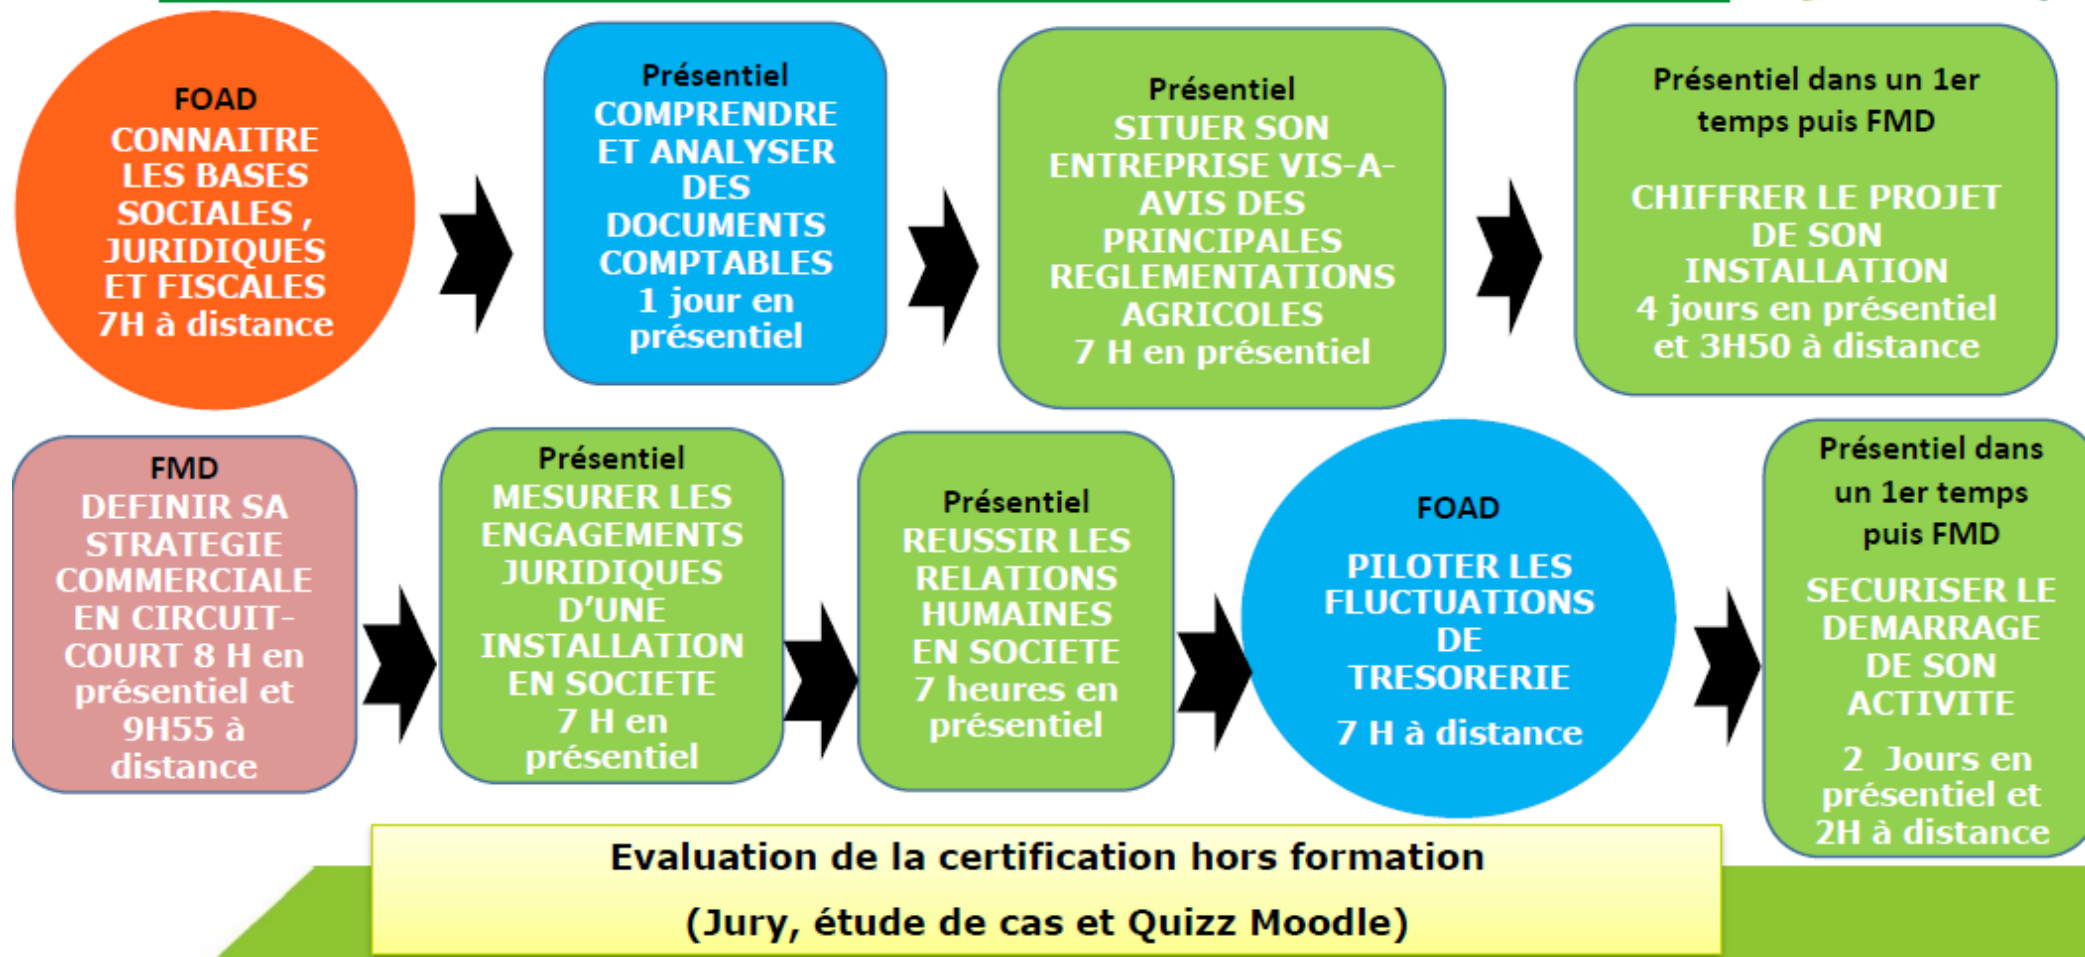 FOAD
CONNAITRE
LES BASES
SOCIALES ,
JURIDIQUES
ET FISCALES
7H à distance
Présentiel
COMPRENDRE
ET ANALYSER
DES
DOCUMENTS
COMPTABLES
1 jour en
présentiel
Présentiel
SITUER SON
ENTREPRISE VIS-A-
AVIS DES
PRINCIPALES
REGLEMENTATIONS
AGRICOLES
7 H en présentiel
Présentiel dans un 1er
temps puis FMD
CHIFFRER LE PROJET
DE SON
INSTALLATION
4 jours en présentiel
et 3H50 à distance
FMD
DEFINIR SA
STRATEGIE
COMMERCIALE
EN CIRCUIT-
COURT 8 H en
présentiel et
9H55 à
distance
Présentiel
MESURER LES
ENGAGEMENTS
JURIDIQUES
D’UNE
INSTALLATION
EN SOCIETE
7 H en
présentiel
Présentiel
REUSSIR LES
RELATIONS
HUMAINES
EN SOCIETE
7 heures en
présentiel
FOAD
PILOTER LES
FLUCTUATIONS
DE
TRESORERIE
7 H à distance
Présentiel dans
un 1er temps
puis FMD
SECURISER LE
DEMARRAGE
DE SON
ACTIVITE
2 Jours en
présentiel et
2H à distance
Evaluation de la certification hors formation
(Jury, étude de cas et Quizz Moodle)